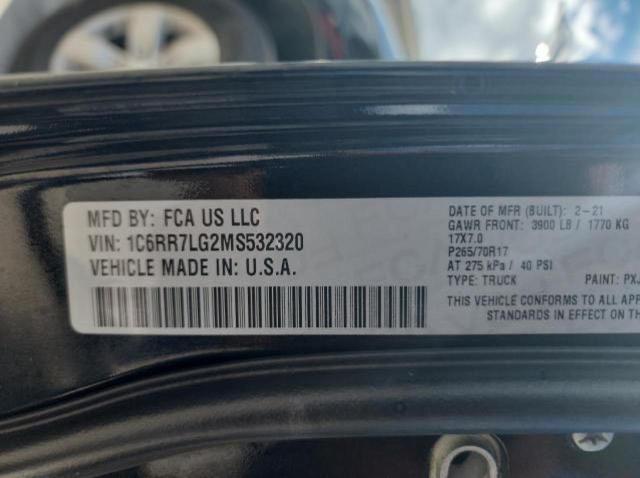 MFD BY: FCA US LLC
VIN: 1C6RR7LG2MS532320
VEHICLE MADE IN: U.S.A.
DATE OF MFR (BUILT): 2-21
GAWR FRONT: 3900 LB / 1770 KG
17X7.0
P265/70R17
AT 275 kPa / 40 PSI
TYPE: TRUCK PAINT: PXJ
THIS VEHICLE CONFORMS TO ALL APP
STANDARDS IN EFFECT ON TH